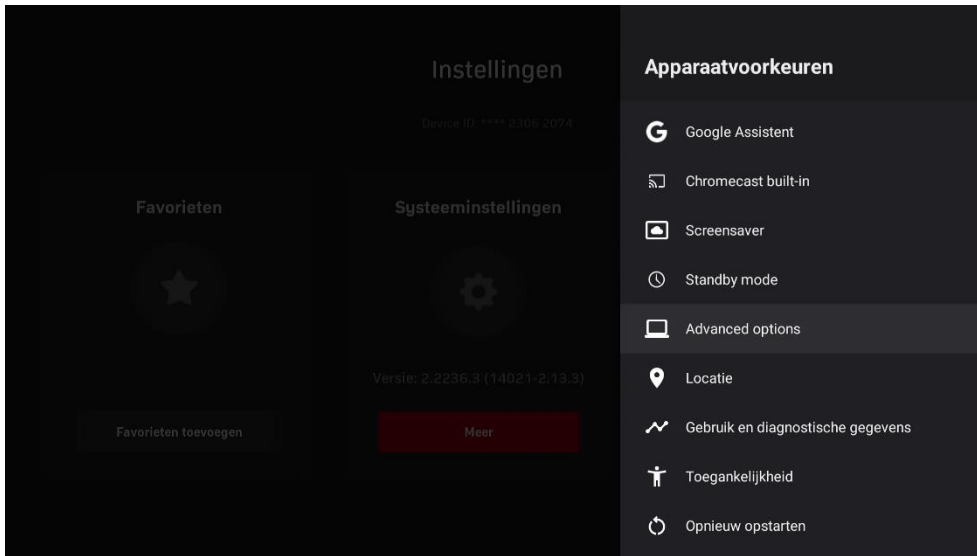 Instellingen
Device ID: **** 2306 2074
Favorieten
Systeeminstellingen
Versie: 2.2236.3 (14021-2.13.3)
Favorieten toevoegen
Meer
Apparaatvoorkeuren
Google Assistent
Chromecast built-in
Screensaver
Standby mode
Advanced options
Locatie
Gebruik en diagnostische gegevens
Toegankelijkheid
Opnieuw opstarten